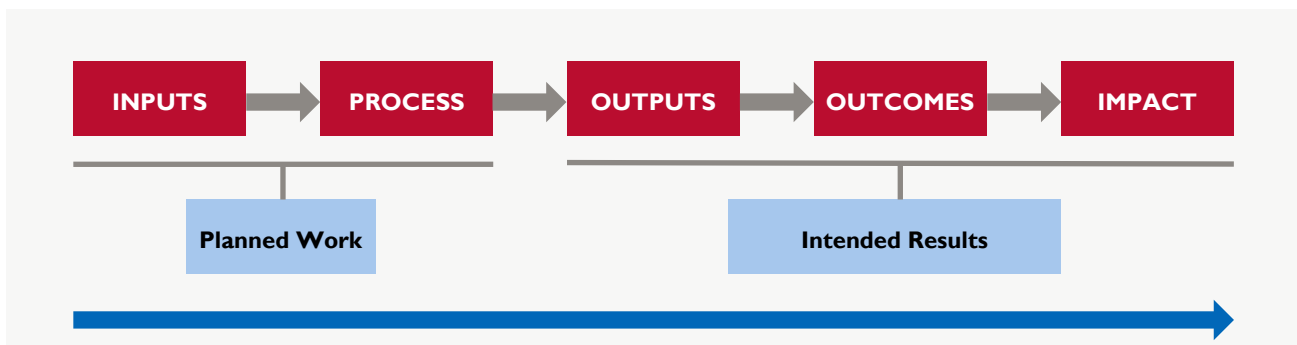 INPUTS
PROCESS
OUTPUTS
OUTCOMES
IMPACT
Planned Work
Intended Results